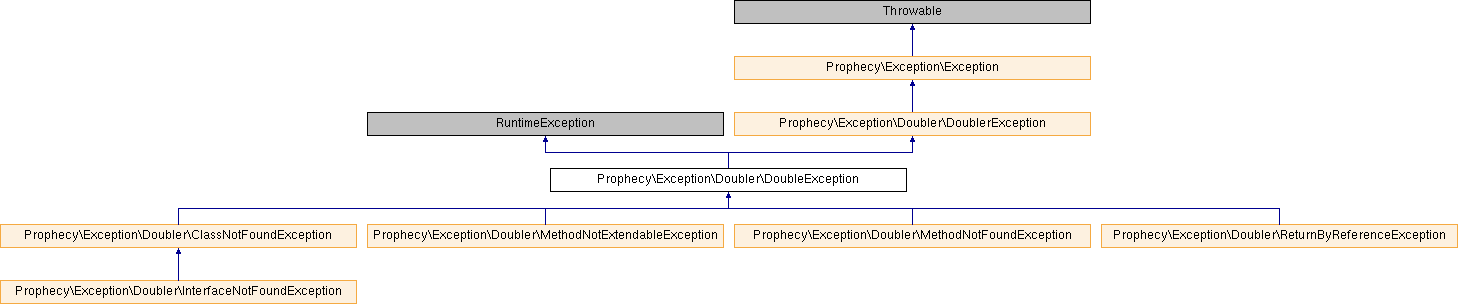 Throwable
Prophecy\Exception\Exception
RuntimeException
Prophecy\Exception\Doubler\DoublerException
Prophecy\Exception\Doubler\DoubleException
Prophecy\Exception\Doubler\ClassNotFoundException
Prophecy\Exception\Doubler\MethodNotExtendableException
Prophecy\Exception\Doubler\MethodNotFoundException
Prophecy\Exception\Doubler\ReturnByReferenceException
Prophecy\Exception\Doubler\InterfaceNotFoundException